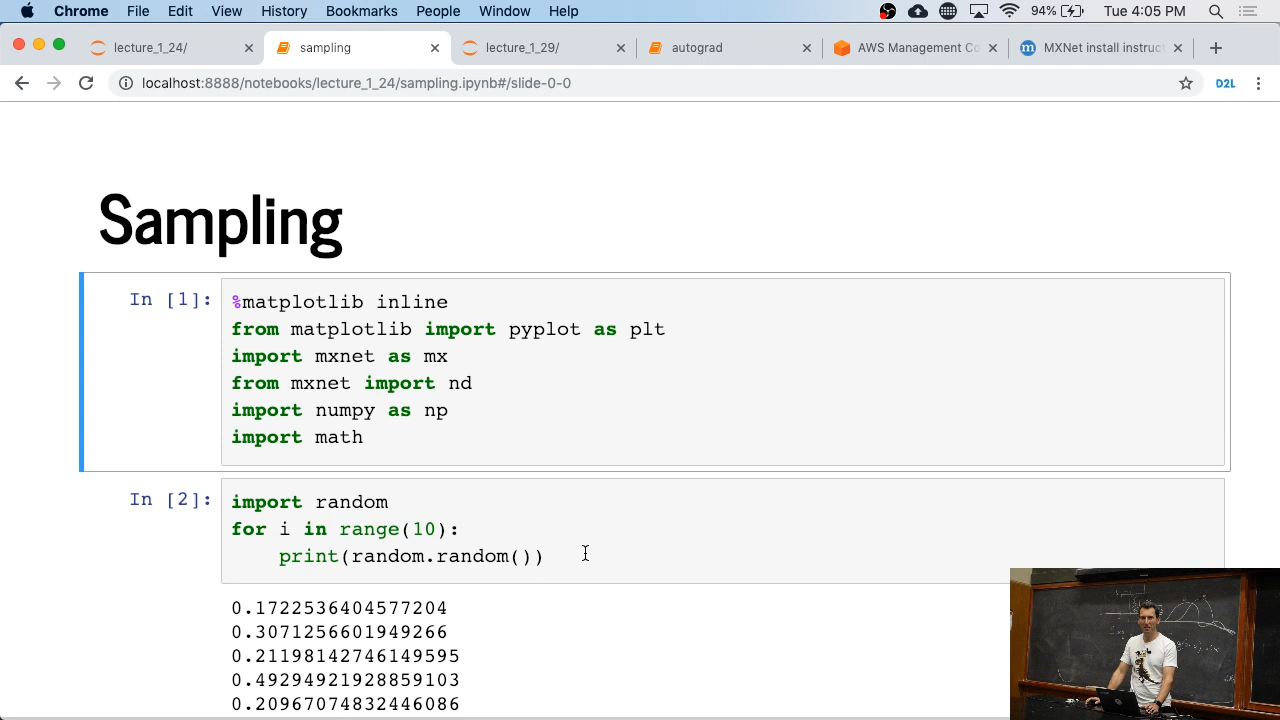 Chrome File Edit View History Bookmarks People Window Help 94% Tue 4:05 PM
lecture_1_24/ sampling lecture_1_29/ autograd AWS Management Co MXNet install instruct
localhost:8888/notebooks/lecture_1_24/sampling.ipynb#/slide-0-0 D2L
Sampling
In [1]: %matplotlib inline
from matplotlib import pyplot as plt
import mxnet as mx
from mxnet import nd
import numpy as np
import math
In [2]: import random
for i in range(10):
    print(random.random())
0.1722536404577204
0.3071256601949266
0.21198142746149595
0.49294921928859103
0.20967074832446086